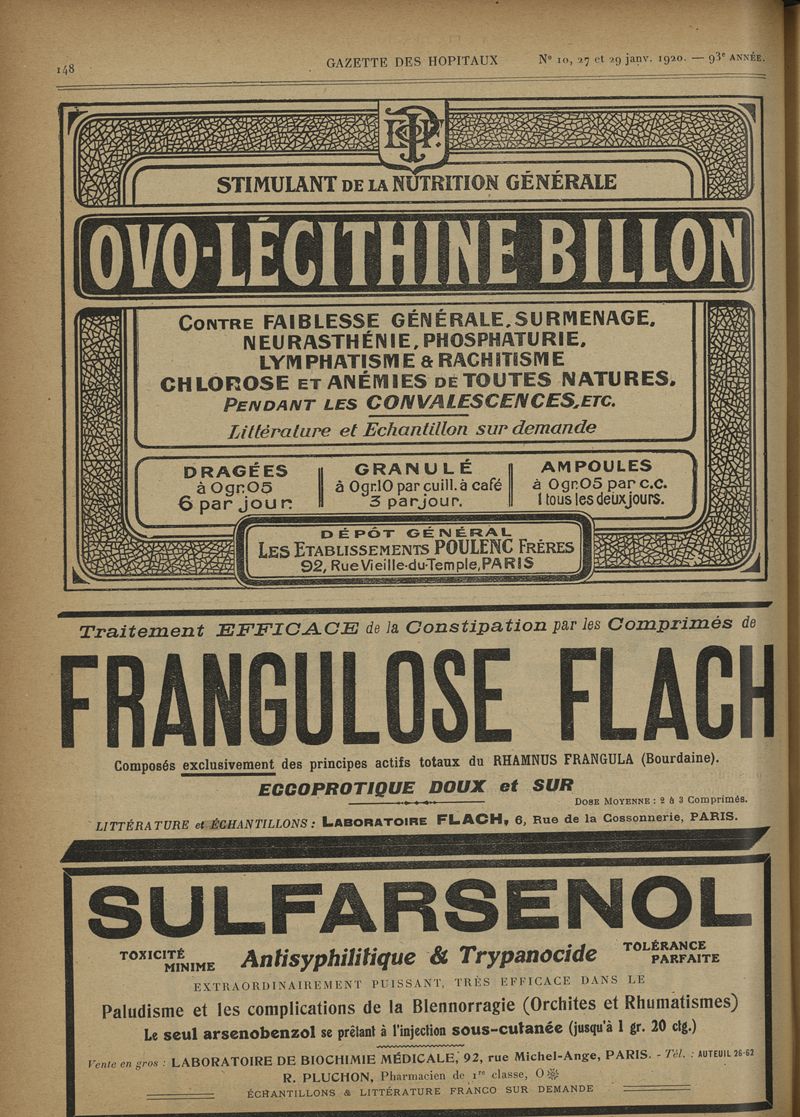 148 GAZETTE DES HOPITAUX N° 10, 27 et 29 janv. 1920. — 93e ANNÉE.
STIMULANT DE LA NUTRITION GÉNÉRALE
OVO-LÉCITHINE BILLON
CONTRE FAIBLESSE GÉNÉRALE, SURMENAGE,
NEURASTHÉNIE, PHOSPHATURIE,
LYMPHATISME & RACHITISME
CHLOROSE ET ANÉMIES DE TOUTES NATURES.
PENDANT LES CONVALESCENCES, ETC.
Littérature et Echantillon sur demande
DRAGÉES
à 0gr.05
6 par jour.
GRANULÉ
à 0gr.10 par cuill. à café
3 par jour.
AMPOULES
à 0gr.05 par c.c.
1 tous les deux jours.
DÉPÔT GÉNÉRAL
LES ETABLISSEMENTS POULENC FRÈRES
92, Rue Vieille-du-Temple, PARIS
Traitement EFFICACE de la Constipation par les Comprimés de
FRANGULOSE FLACH
Composés exclusivement des principes actifs totaux du RHAMNUS FRANGULA (Bourdaine).
ECCOPROTIQUE DOUX et SUR
DOSE MOYENNE : 2 à 3 Comprimés.
LITTÉRATURE et ÉCHANTILLONS : LABORATOIRE FLACH, 6, Rue de la Cossonnerie, PARIS.
SULFARSENOL
TOXICITÉ MINIME
Antisyphilitique & Trypanocide
TOLÉRANCE PARFAITE
EXTRAORDINAIREMENT PUISSANT, TRÈS EFFICACE DANS LE
Paludisme et les complications de la Blennorragie (Orchites et Rhumatismes)
Le seul arsenobenzol se prêtant à l'injection sous-cutanée (jusqu'à 1 gr. 20 ctg.)
Vente en gros : LABORATOIRE DE BIOCHIMIE MÉDICALE, 92, rue Michel-Ange, PARIS. - Tél. : AUTEUIL 26-62
R. PLUCHON, Pharmacien de 1re classe, O
ÉCHANTILLONS & LITTÉRATURE FRANCO SUR DEMANDE